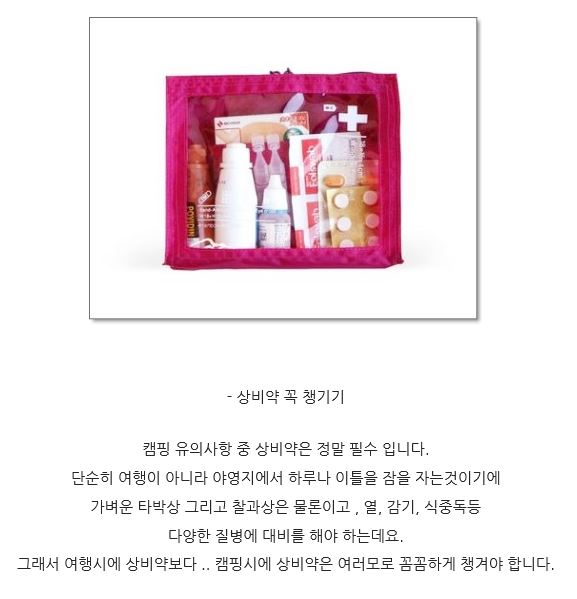 POVIDIN
- 상비약 꼭 챙기기
캠핑 유의사항 중 상비약은 정말 필수 입니다.
단순히 여행이 아니라 야영지에서 하루나 이틀을 잠을 자는것이기에
가벼운 타박상 그리고 찰과상은 물론이고 , 열, 감기, 식중독등
다양한 질병에 대비를 해야 하는데요.
그래서 여행시에 상비약보다 .. 캠핑시에 상비약은 여러모로 꼼꼼하게 챙겨야 합니다.